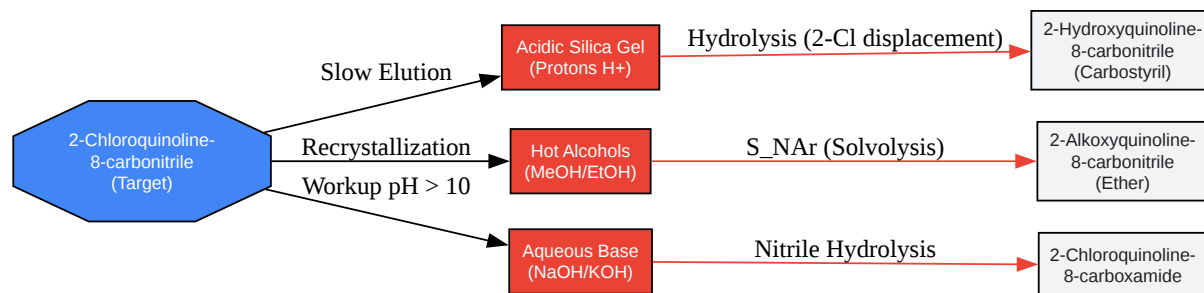 2-Chloroquinoline-
8-carbonitrile
(Target)
Slow Elution
Acidic Silica Gel
(Protons H+)
Hydrolysis (2-Cl displacement)
2-Hydroxyquinoline-
8-carbonitrile
(Carbostyril)
Recrystallization
Hot Alcohols
(MeOH/EtOH)
S_NAr (Solvolysis)
2-Alkoxyquinoline-
8-carbonitrile
(Ether)
Workup pH > 10
Aqueous Base
(NaOH/KOH)
Nitrile Hydrolysis
2-Chloroquinoline-
8-carboxamide